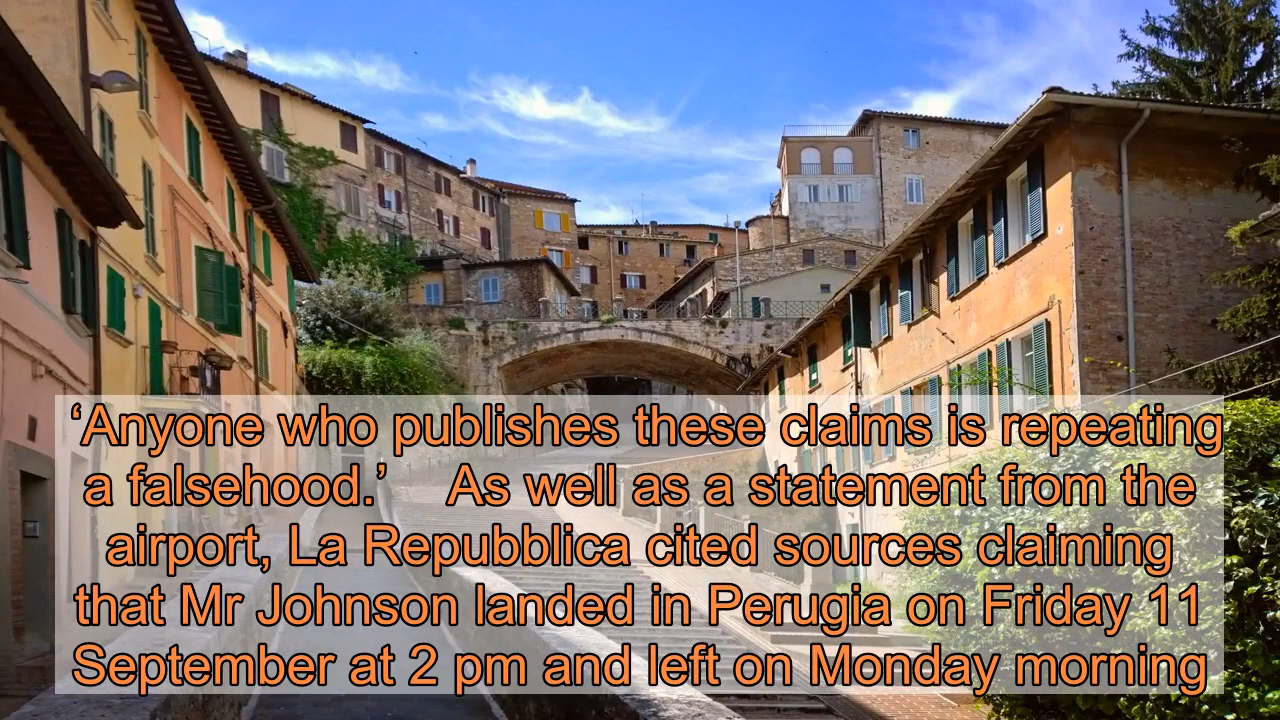 ‘Anyone who publishes these claims is repeating
a falsehood.’ As well as a statement from the
airport, La Repubblica cited sources claiming
that Mr Johnson landed in Perugia on Friday 11
September at 2 pm and left on Monday morning